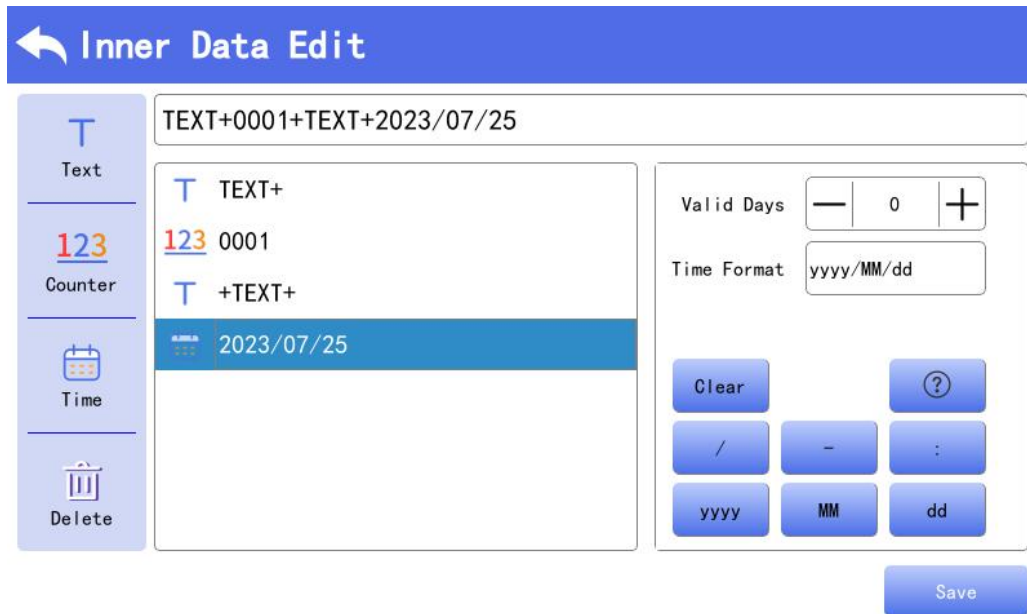 Inner Data Edit
TEXT+0001+TEXT+2023/07/25
T
Text
123
Counter
Time
Delete
T TEXT+
123 0001
T +TEXT+
2023/07/25
Valid Days — 0 +
Time Format yyyy/MM/dd
Clear ?
/ - :
yyyy MM dd
Save